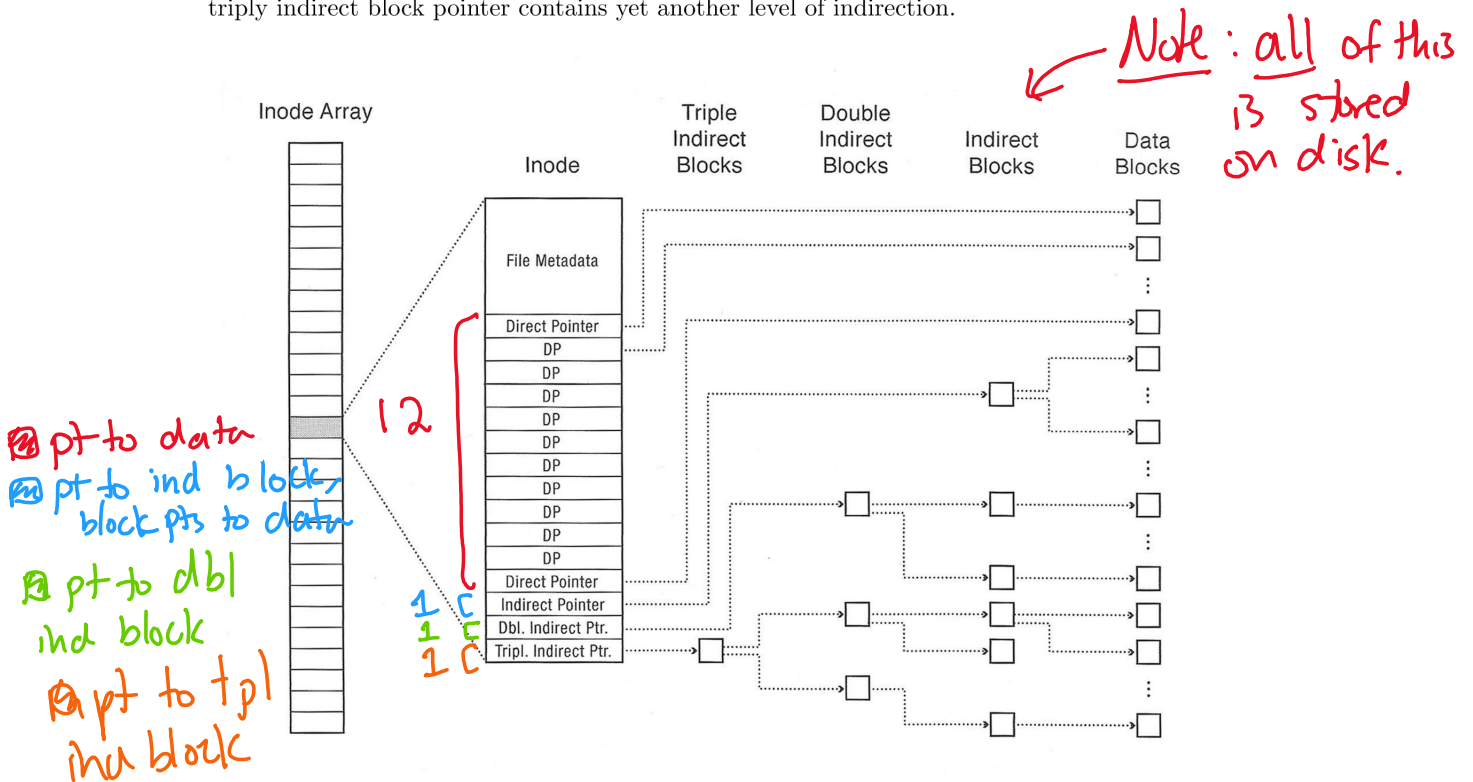 triply indirect block pointer contains yet another level of indirection.
Note: all of this
is stored
on disk.
Inode Array
Inode
Triple
Indirect
Blocks
Double
Indirect
Blocks
Indirect
Blocks
Data
Blocks
File Metadata
Direct Pointer
DP
DP
DP
DP
DP
DP
DP
DP
DP
DP
Direct Pointer
Indirect Pointer
Dbl. Indirect Ptr.
Tripl. Indirect Ptr.
12
1
1
1
pt to data
pt to ind block,
block pts to data
pt to dbl
ind block
pt to tpl
ind block